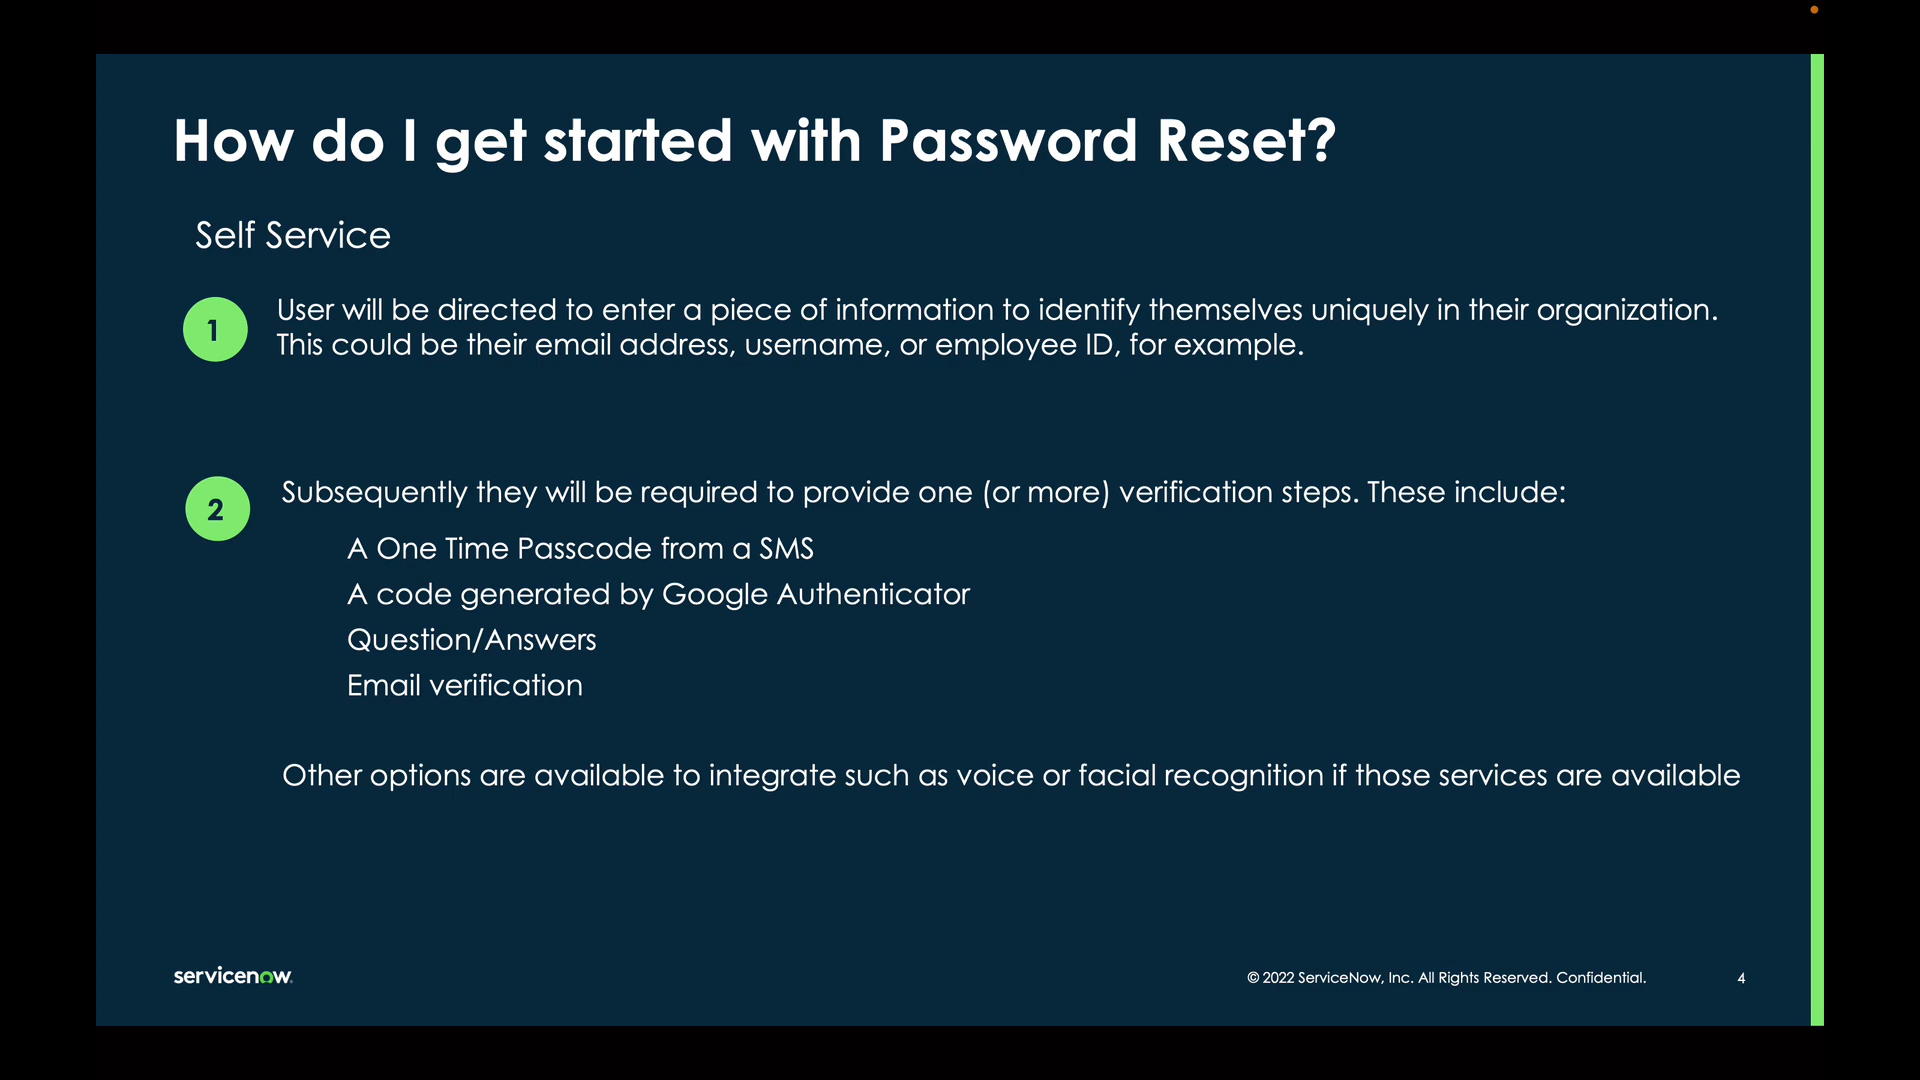 How do I get started with Password Reset?
Self Service
1
User will be directed to enter a piece of information to identify themselves uniquely in their organization.
This could be their email address, username, or employee ID, for example.
2
Subsequently they will be required to provide one (or more) verification steps. These include:
A One Time Passcode from a SMS
A code generated by Google Authenticator
Question/Answers
Email verification
Other options are available to integrate such as voice or facial recognition if those services are available
servicenow
© 2022 ServiceNow, Inc. All Rights Reserved. Confidential.
4